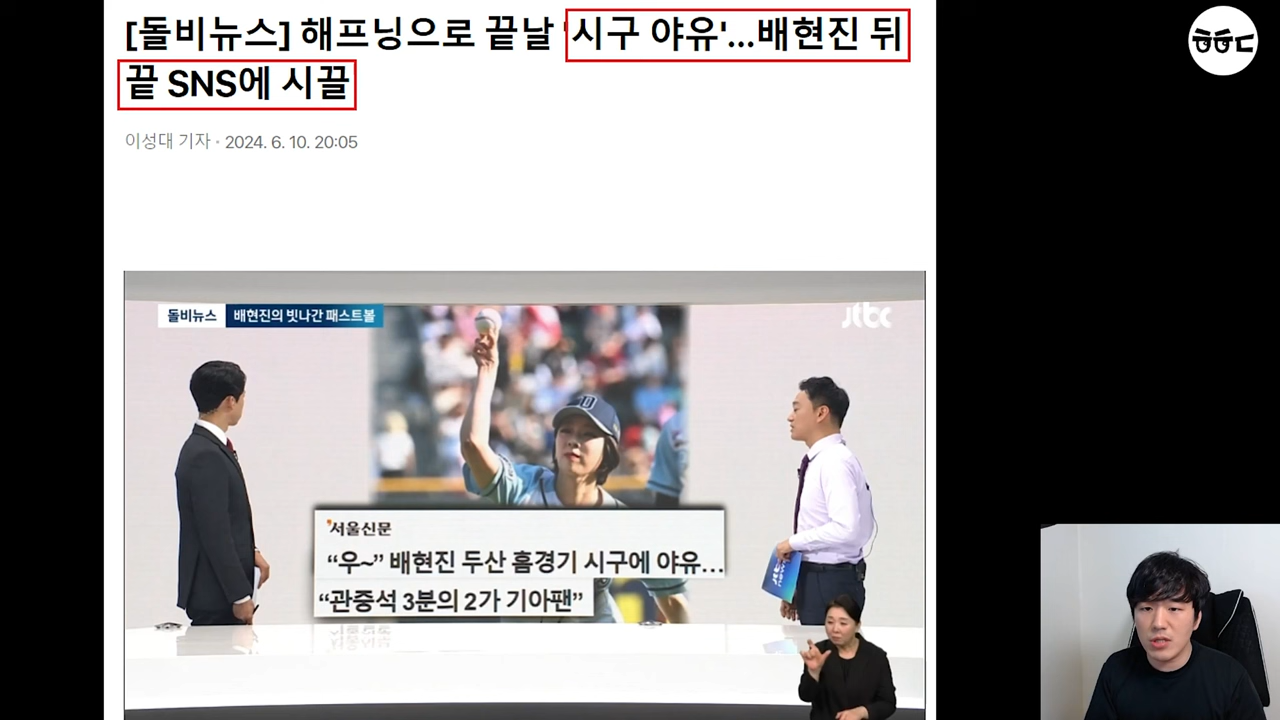 [돌비뉴스] 해프닝으로 끝날 '시구 야유'…배현진 뒤
끝 SNS에 시끌
이성대 기자 · 2024. 6. 10. 20:05
돌비뉴스 배현진의 빗나간 패스트볼
jtbc
서울신문
“우~” 배현진 두산 홈경기 시구에 야유…
“관중석 3분의 2가 기아팬”